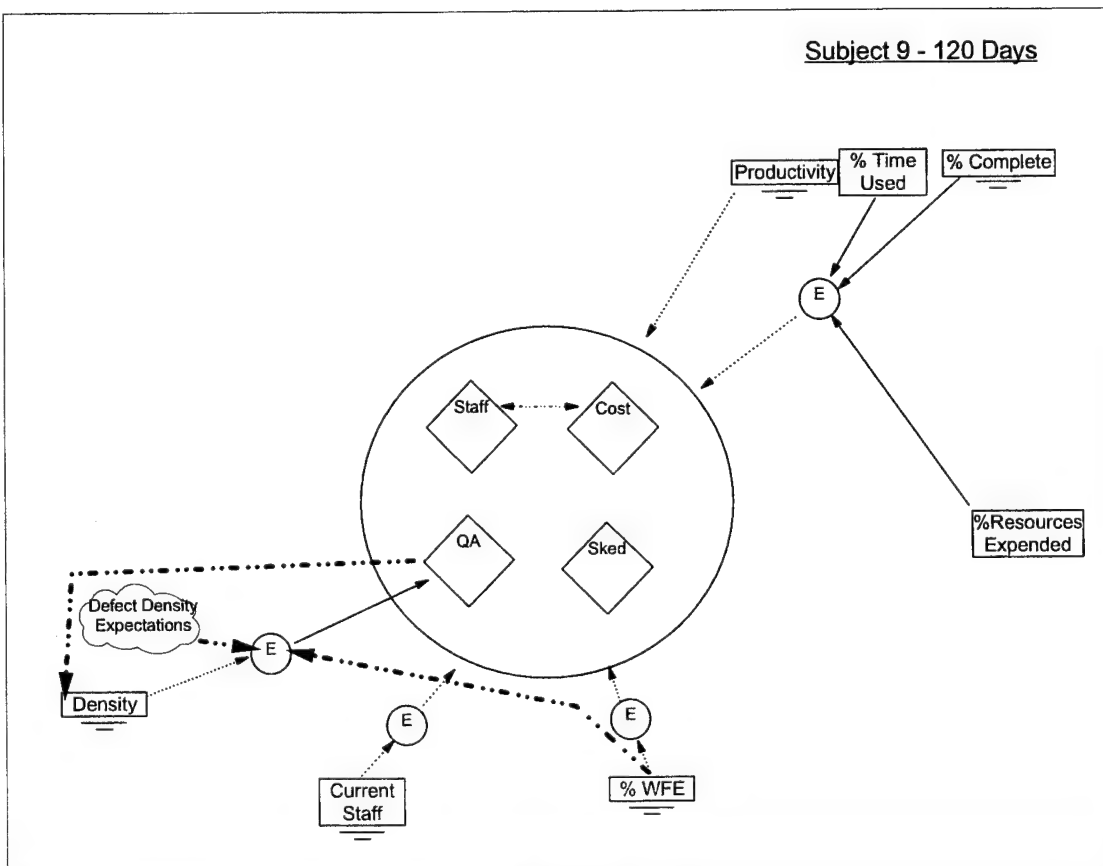 Subject 9 - 120 Days
Productivity
% Time
Used
% Complete
E
Staff
Cost
%Resources
Expended
QA
Sked
Defect Density
Expectations
E
Density
E
E
Current
Staff
% WFE